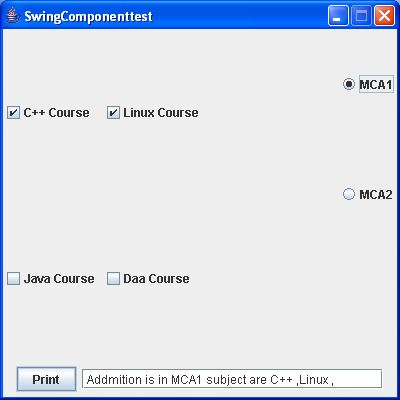 SwingComponenttest
MCA1
C++ Course Linux Course
MCA2
Java Course Daa Course
Print Addmition is in MCA1 subject are C++ ,Linux ,